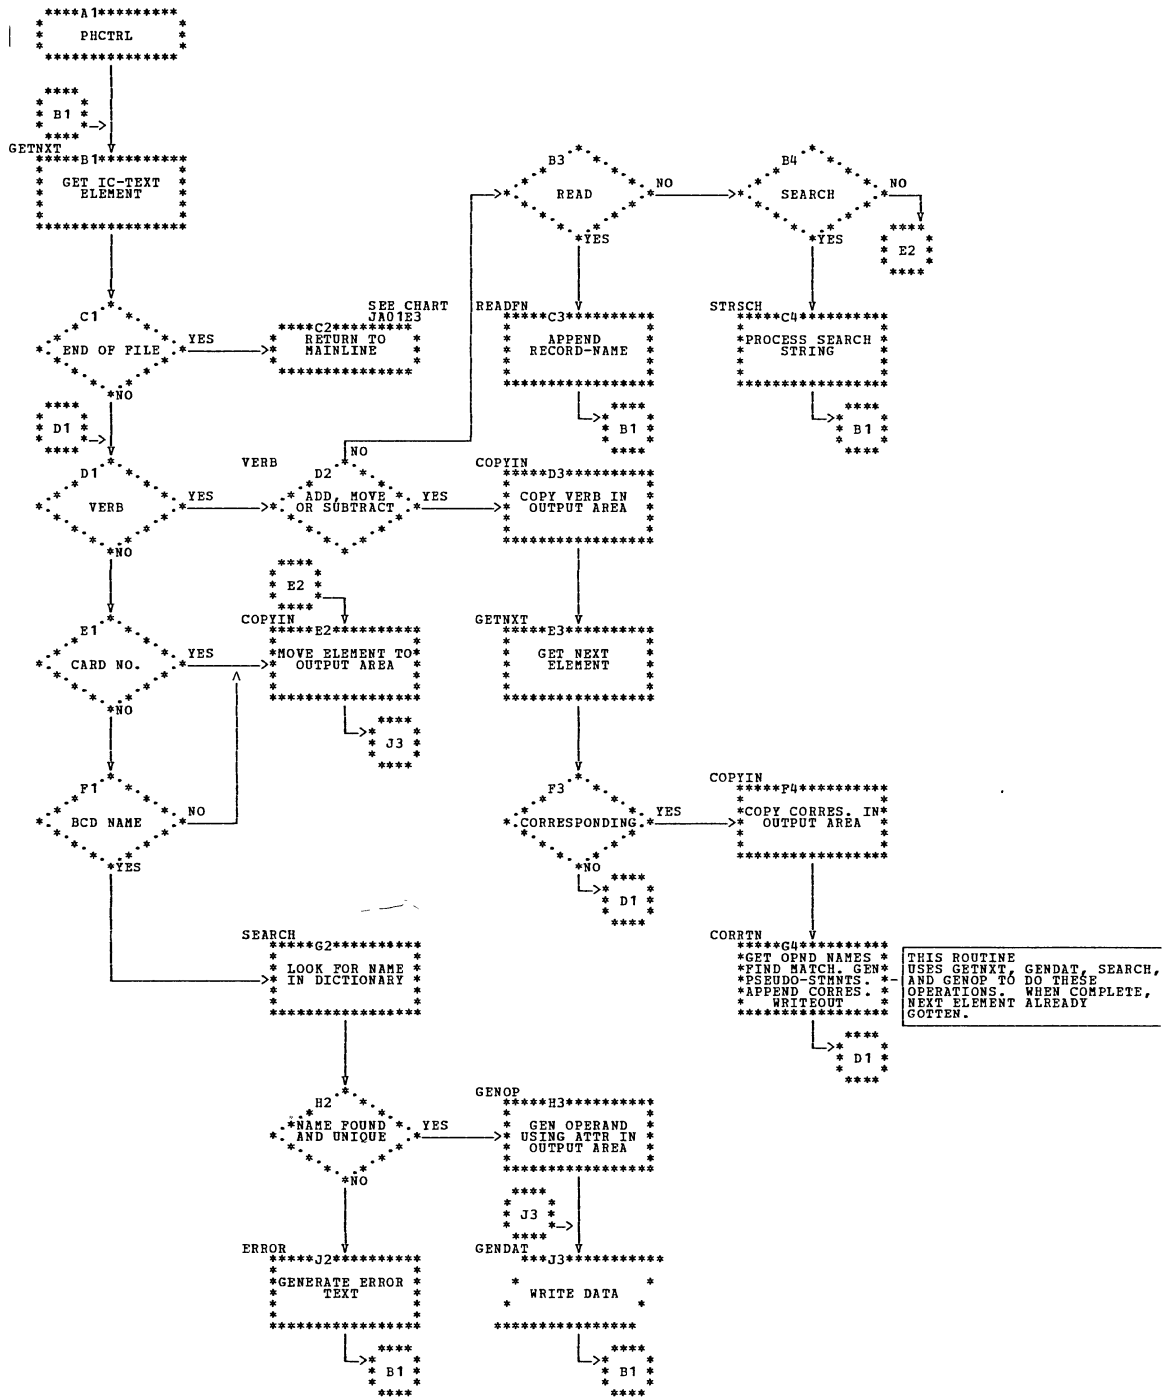 A1
PHCTRL
B1
GETNXT
B1
GET IC-TEXT
ELEMENT
B3
READ
NO
YES
B4
SEARCH
NO
YES
E2
C1
END OF FILE
YES
NO
SEE CHART
JA01E3
C2
RETURN TO
MAINLINE
READFN
C3
APPEND
RECORD-NAME
B1
STRSCH
C4
PROCESS SEARCH
STRING
B1
D1
D1
VERB
YES
NO
VERB
NO
D2
ADD, MOVE
OR SUBTRACT
YES
COPYIN
D3
COPY VERB IN
OUTPUT AREA
E2
E1
CARD NO.
YES
NO
COPYIN
E2
MOVE ELEMENT TO
OUTPUT AREA
J3
GETNXT
E3
GET NEXT
ELEMENT
F1
BCD NAME
NO
YES
F3
CORRESPONDING
YES
NO
D1
COPYIN
F4
COPY CORRES. IN
OUTPUT AREA
SEARCH
G2
LOOK FOR NAME
IN DICTIONARY
CORRTN
G4
GET OPND NAMES
FIND MATCH. GEN
PSEUDO-STMNTS.
APPEND CORRES.
WRITEOUT
THIS ROUTINE
USES GETNXT, GENDAT, SEARCH,
AND GENOP TO DO THESE
OPERATIONS. WHEN COMPLETE,
NEXT ELEMENT ALREADY
GOTTEN.
D1
H2
NAME FOUND
AND UNIQUE
YES
NO
GENOP
H3
GEN OPERAND
USING ATTR IN
OUTPUT AREA
J3
ERROR
J2
GENERATE ERROR
TEXT
B1
GENDAT
J3
WRITE DATA
B1